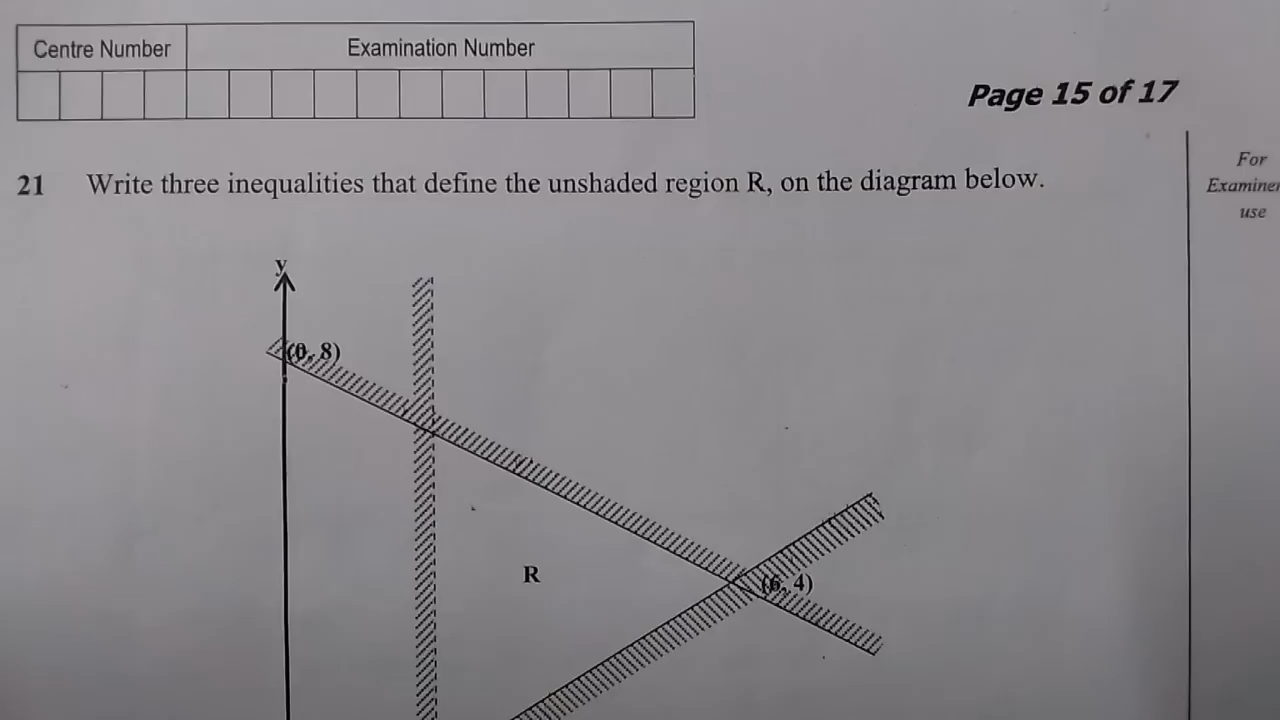 Centre Number Examination Number
Page 15 of 17
For
Examiner
use
21 Write three inequalities that define the unshaded region R, on the diagram below.
y
(0, 8)
R
(6, 4)